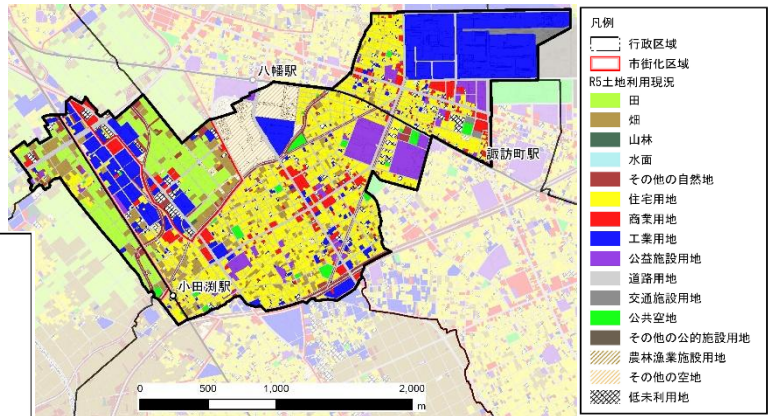 八幡駅
諏訪町駅
小田渕駅
0 500 1,000 2,000
m
凡例
行政区域
市街化区域
R5土地利用現況
田
畑
山林
水面
その他の自然地
住宅用地
商業用地
工業用地
公益施設用地
道路用地
交通施設用地
公共空地
その他の公的施設用地
農林漁業施設用地
その他の空地
低未利用地